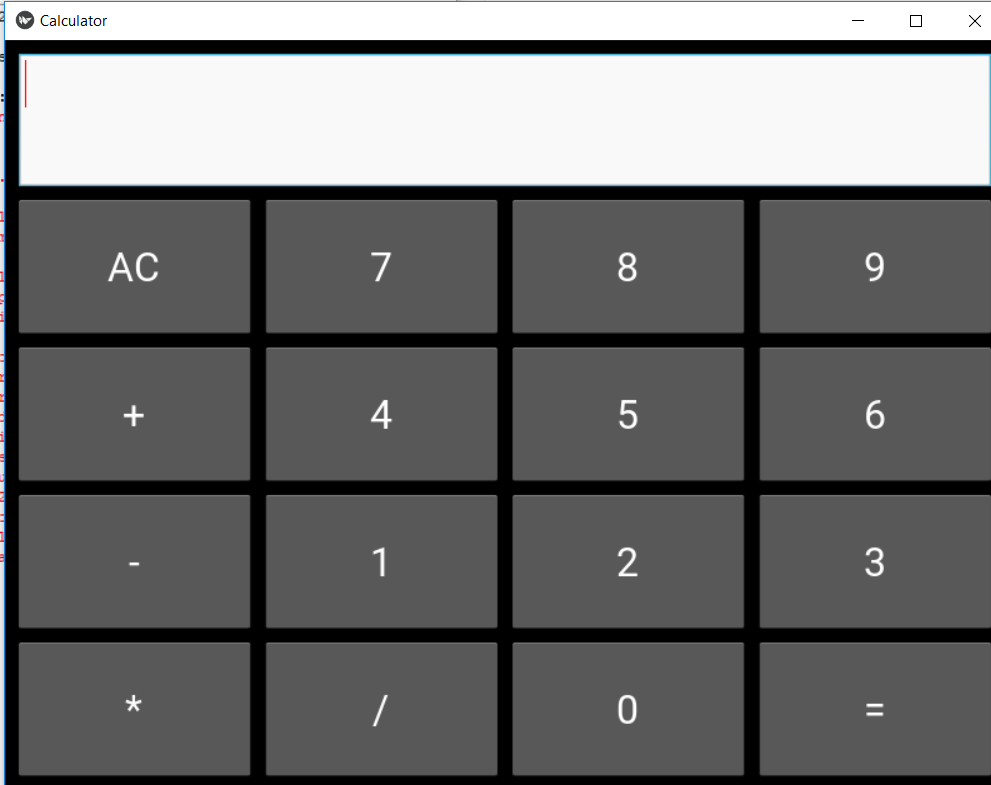 Calculator
AC 7 8 9
+ 4 5 6
- 1 2 3
* / 0 =